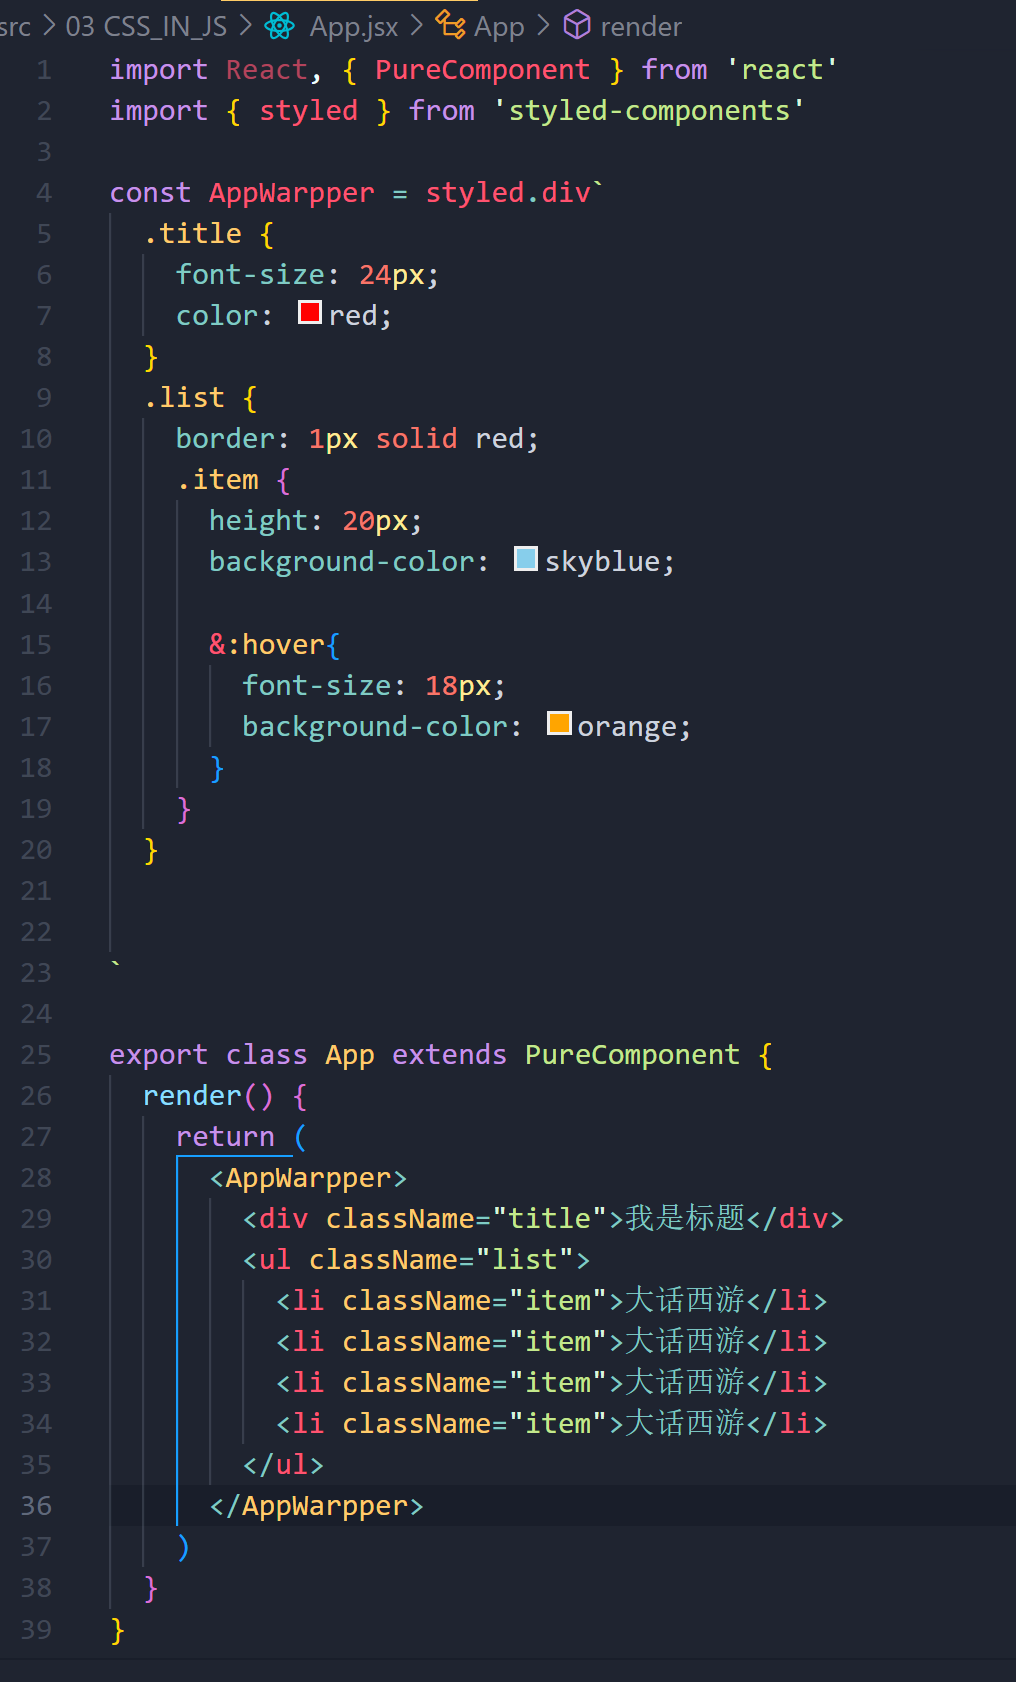 src > 03 CSS_IN_JS > App.jsx > App > render
1 import React, { PureComponent } from 'react'
2 import { styled } from 'styled-components'
3
4 const AppWarpper = styled.div`
5 .title {
6 font-size: 24px;
7 color: red;
8 }
9 .list {
10 border: 1px solid red;
11 .item {
12 height: 20px;
13 background-color: skyblue;
14
15 &:hover{
16 font-size: 18px;
17 background-color: orange;
18 }
19 }
20 }
21
22
23 `
24
25 export class App extends PureComponent {
26 render() {
27 return (
28 <AppWarpper>
29 <div className="title">我是标题</div>
30 <ul className="list">
31 <li className="item">大话西游</li>
32 <li className="item">大话西游</li>
33 <li className="item">大话西游</li>
34 <li className="item">大话西游</li>
35 </ul>
36 </AppWarpper>
37 )
38 }
39 }